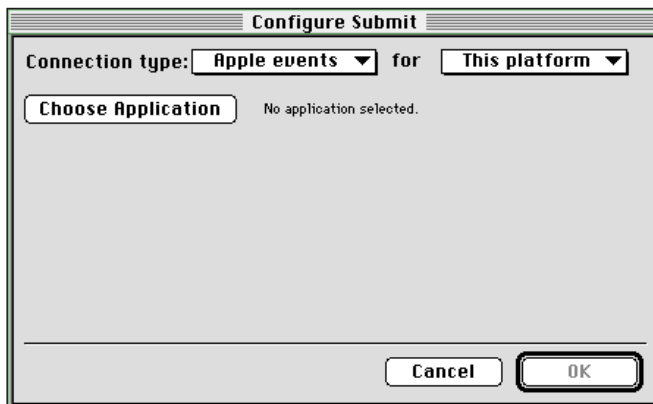 Configure Submit
Connection type: Apple events for This platform
Choose Application No application selected.
Cancel OK